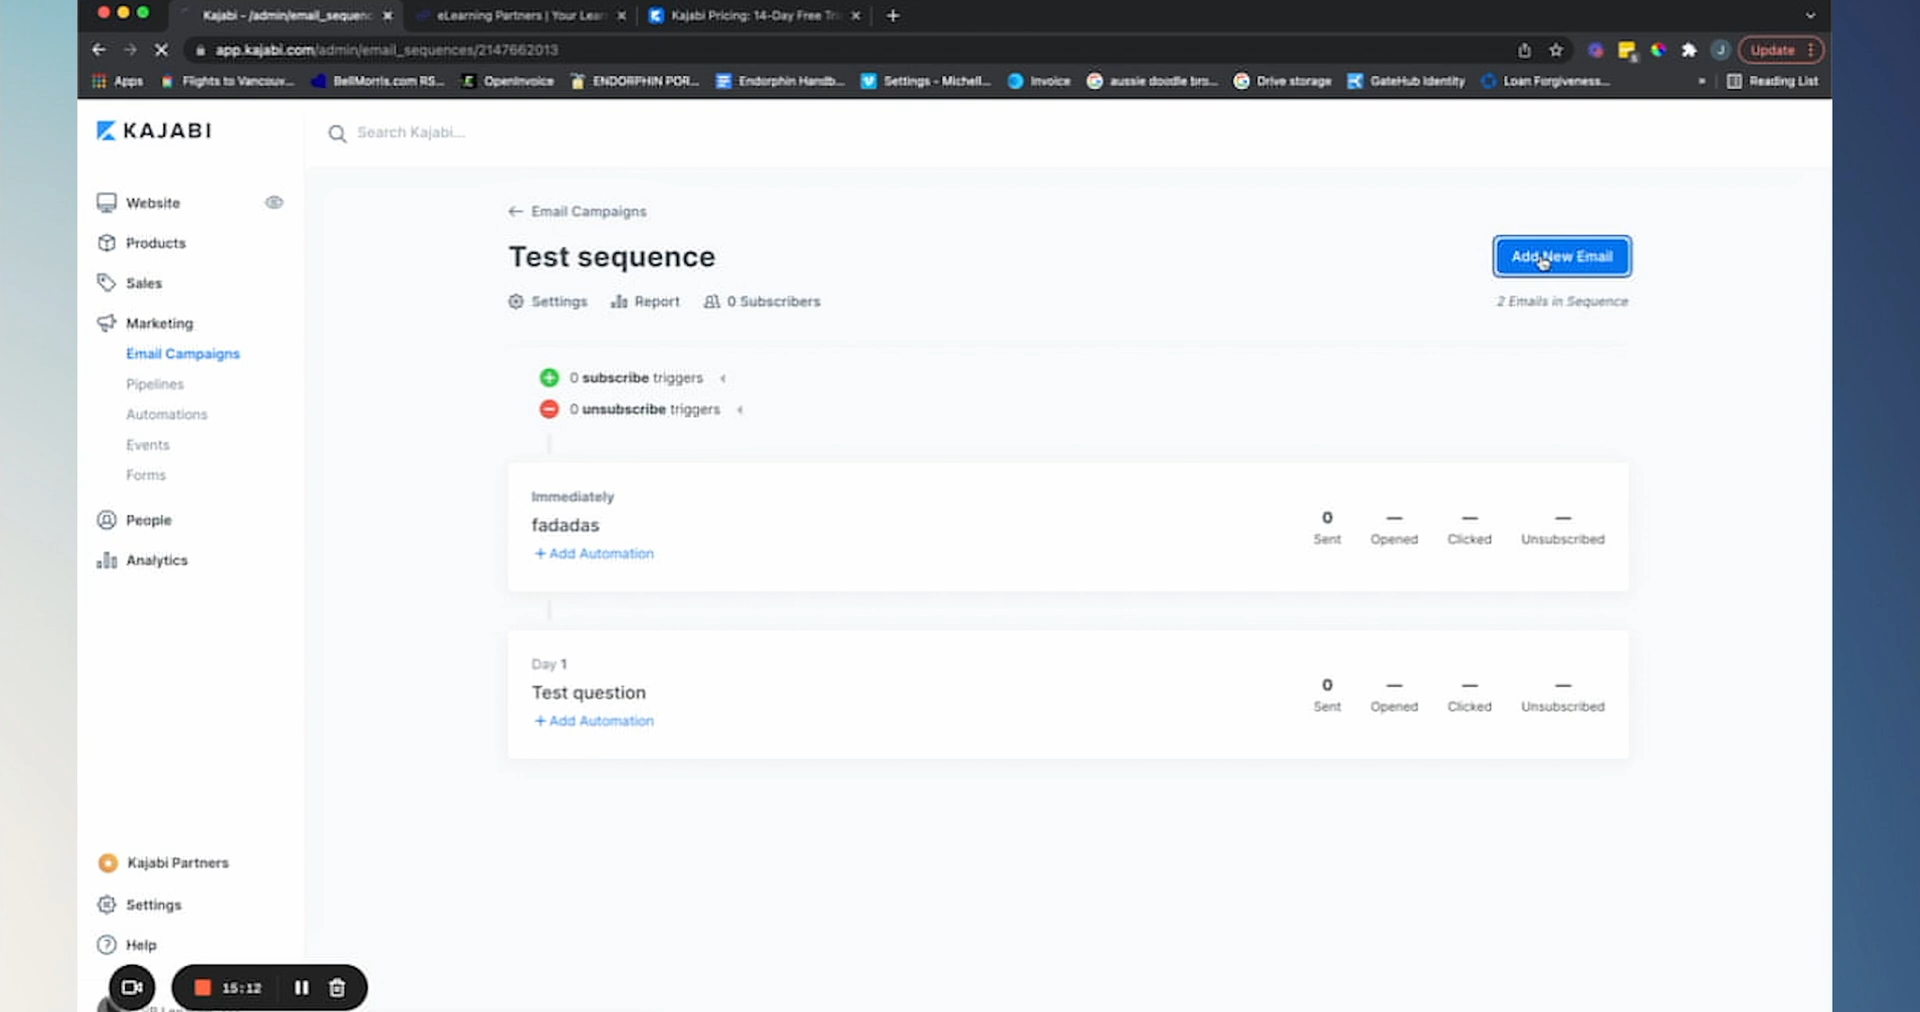 Kajabi - /admin/email_sequenc
eLearning Partners | Your Lear
Kajabi Pricing: 14-Day Free Tr
app.kajabi.com/admin/email_sequences/2147662013
J
Update
Apps
Flights to Vancouv...
BellMorris.com RS...
OpenInvoice
ENDORPHIN POR...
Endorphin Handb...
Settings - Michell...
Invoice
aussie doodle bro...
Drive storage
GateHub Identity
Loan Forgiveness...
»
Reading List
KAJABI
Search Kajabi...
Website
Products
Sales
Marketing
Email Campaigns
Pipelines
Automations
Events
Forms
People
Analytics
Kajabi Partners
Settings
Help
15:12
← Email Campaigns
Test sequence
Add New Email
Settings
Report
0 Subscribers
2 Emails in Sequence
0 subscribe triggers
0 unsubscribe triggers
Immediately
fadadas
+ Add Automation
0 — — —
Sent Opened Clicked Unsubscribed
Day 1
Test question
+ Add Automation
0 — — —
Sent Opened Clicked Unsubscribed